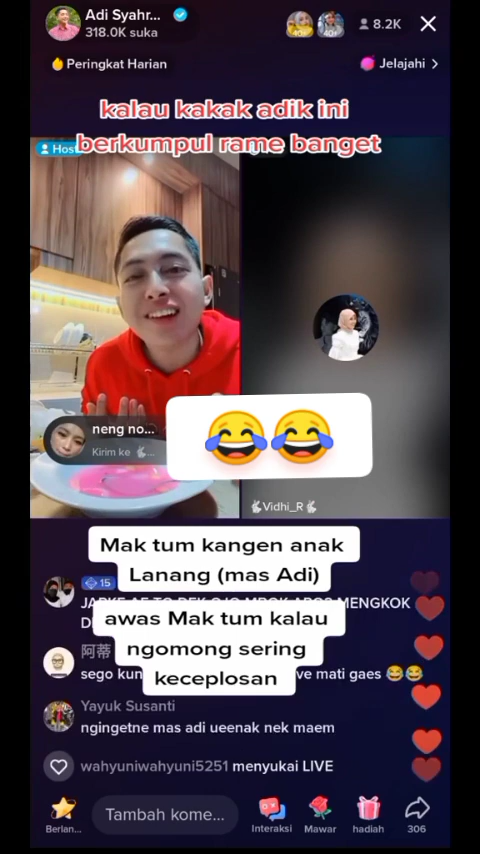 Adi Syahr...
318.0K suka
40+
40+
8.2K
Peringkat Harian
Jelajahi
kalau kakak adik ini
berkumpul rame banget
Host
neng no...
Kirim ke
Vidhi_R
Mak tum kangen anak
Lanang (mas Adi)
15
MENGKOK
awas Mak tum kalau
ngomong sering
keceplosan
阿蒂
sego kun
ve mati gaes 😂😂
Yayuk Susanti
ngingetne mas adi ueenak nek maem
wahyuniwahyuni5251 menyukai LIVE
Berlan...
Tambah kome...
Interaksi
Mawar
hadiah
306